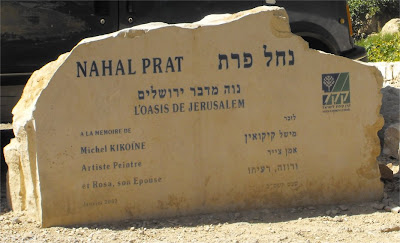 NAHAL PRAT נחל פרת
נוה מדבר ירושלים
L'OASIS DE JERUSALEM
A LA MEMOIRE DE
Michel KIKOÏNE
Artiste Peintre
et Rosa, son Epouse
לזכר
מישל קיקואין
אמן צייר
ורוזה, רעיתו